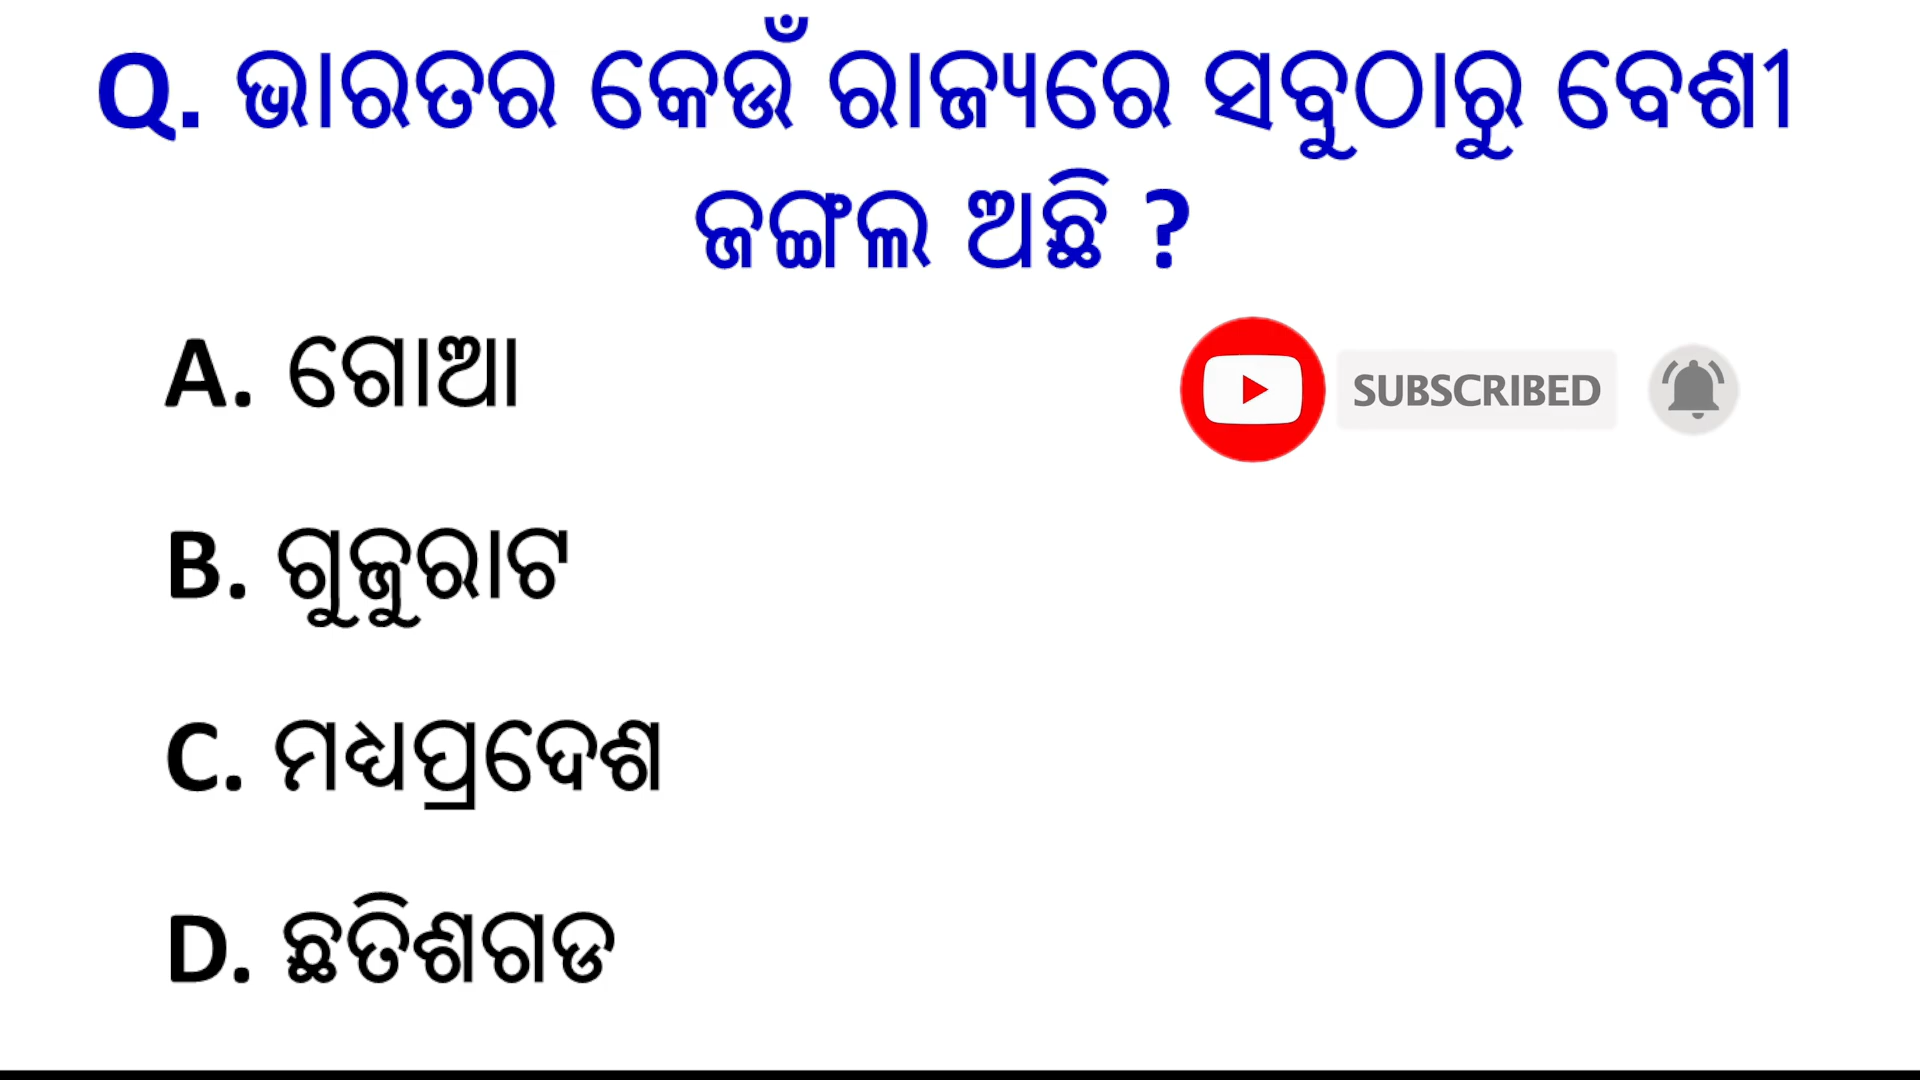 Q. ଭାରତର କେଉଁ ରାଜ୍ୟରେ ସବୁଠାରୁ ବେଶୀ
ଜଙ୍ଗଲ ଅଛି ?
A. ଗୋଆ
SUBSCRIBED
B. ଗୁଜୁରାଟ
C. ମଧ୍ୟପ୍ରଦେଶ
D. ଛତିଶଗଡ